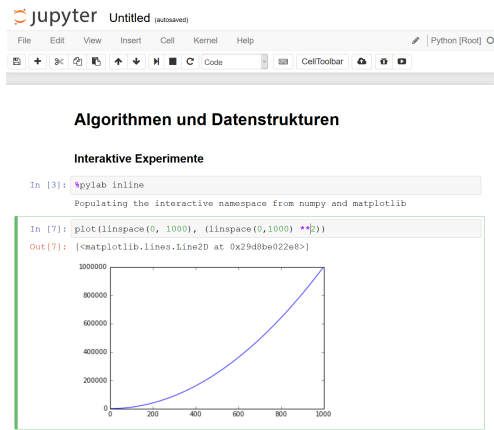 jupyter Untitled (autosaved)
File Edit View Insert Cell Kernel Help Python [Root]
Code CellToolbar
Algorithmen und Datenstrukturen
Interaktive Experimente
In [3]: %pylab inline
Populating the interactive namespace from numpy and matplotlib
In [7]: plot(linspace(0, 1000), (linspace(0,1000) **2))
Out[7]: [<matplotlib.lines.Line2D at 0x29d8be022e8>]
1000000
800000
600000
400000
200000
0
0 200 400 600 800 1000